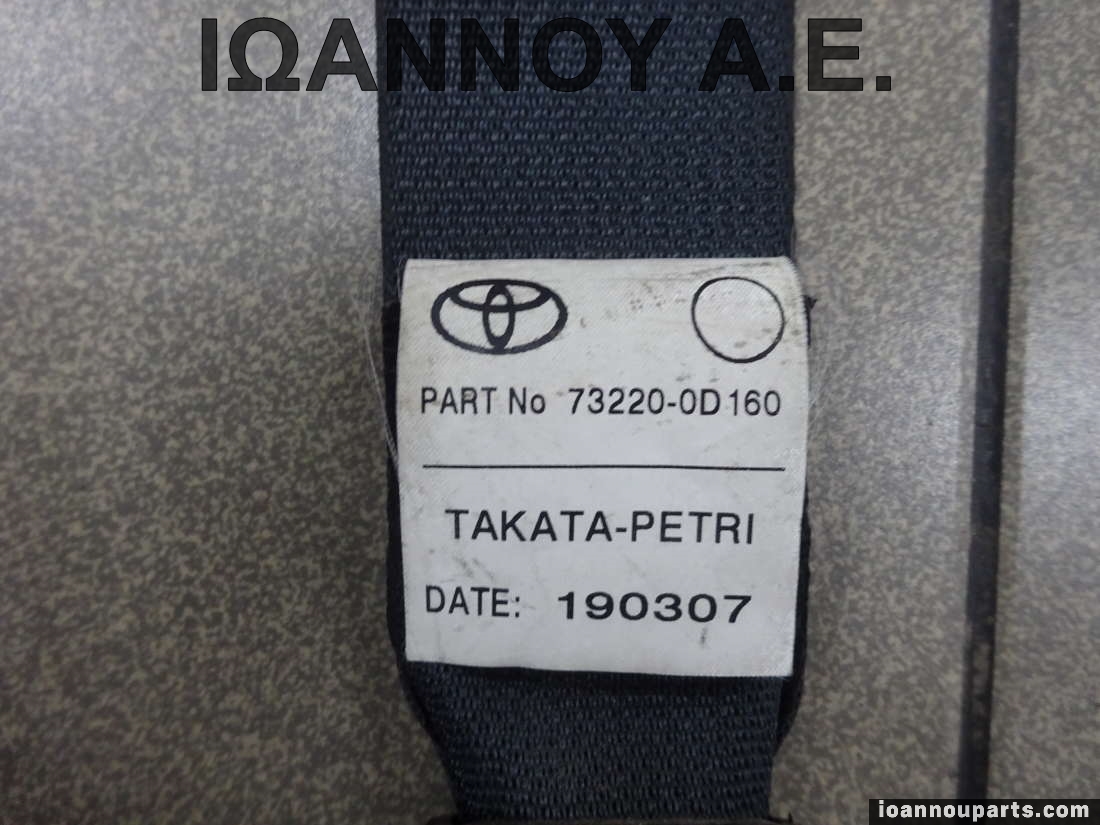 ΙΩΑΝΝΟΥ Α.Ε.
PART No 73220-0D160
TAKATA-PETRI
DATE: 190307
ioannouparts.com